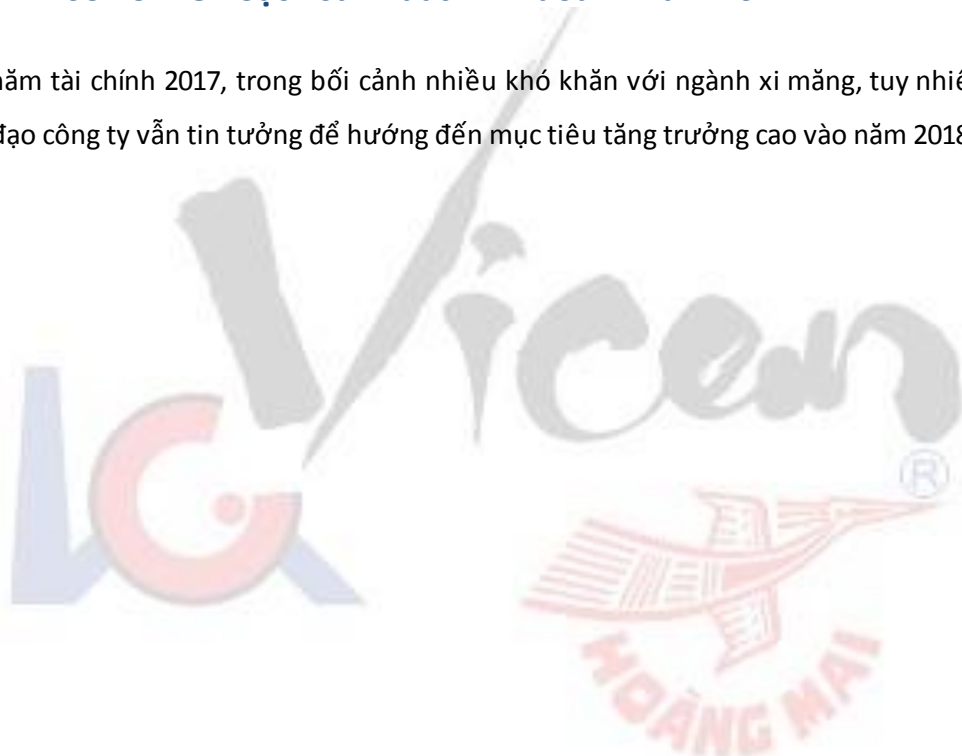 năm tài chính 2017, trong bối cảnh nhiều khó khăn với ngành xi măng, tuy nhiê
đạo công ty vẫn tin tưởng để hướng đến mục tiêu tăng trưởng cao vào năm 2018
Vicem
®
HOÀNG MAI